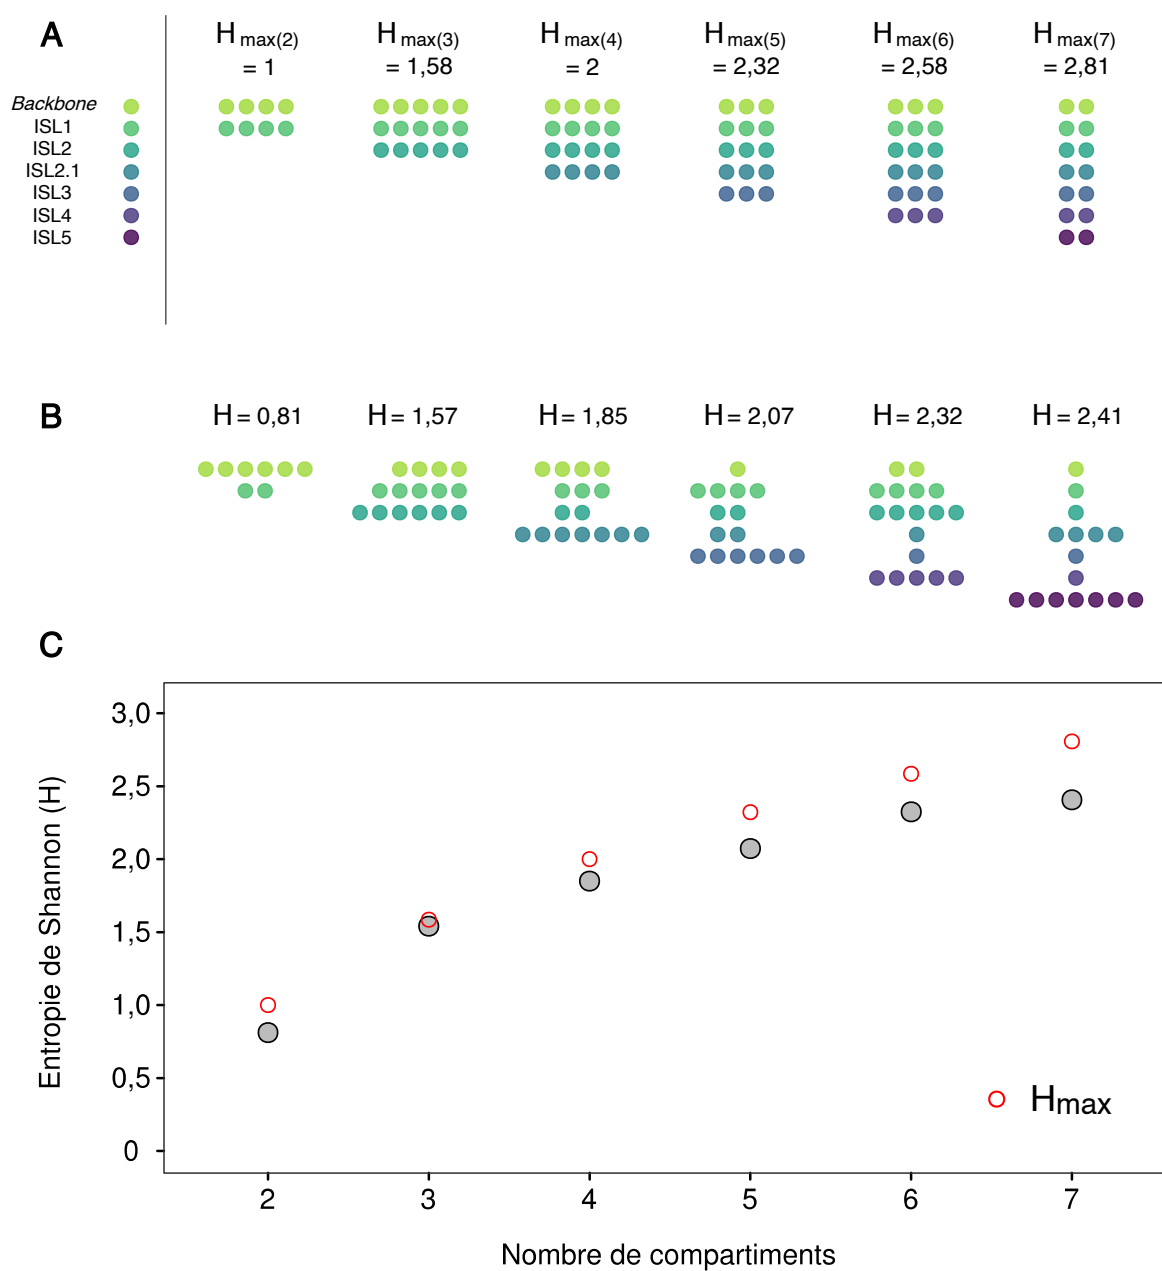 A
H max(2) H max(3) H max(4) H max(5) H max(6) H max(7)
= 1 = 1,58 = 2 = 2,32 = 2,58 = 2,81
Backbone
ISL1
ISL2
ISL2.1
ISL3
ISL4
ISL5
B
H = 0,81 H = 1,57 H = 1,85 H = 2,07 H = 2,32 H = 2,41
C
Entropie de Shannon (H)
3,0
2,5
2,0
1,5
1,0
0,5
0
Hmax
2 3 4 5 6 7
Nombre de compartiments